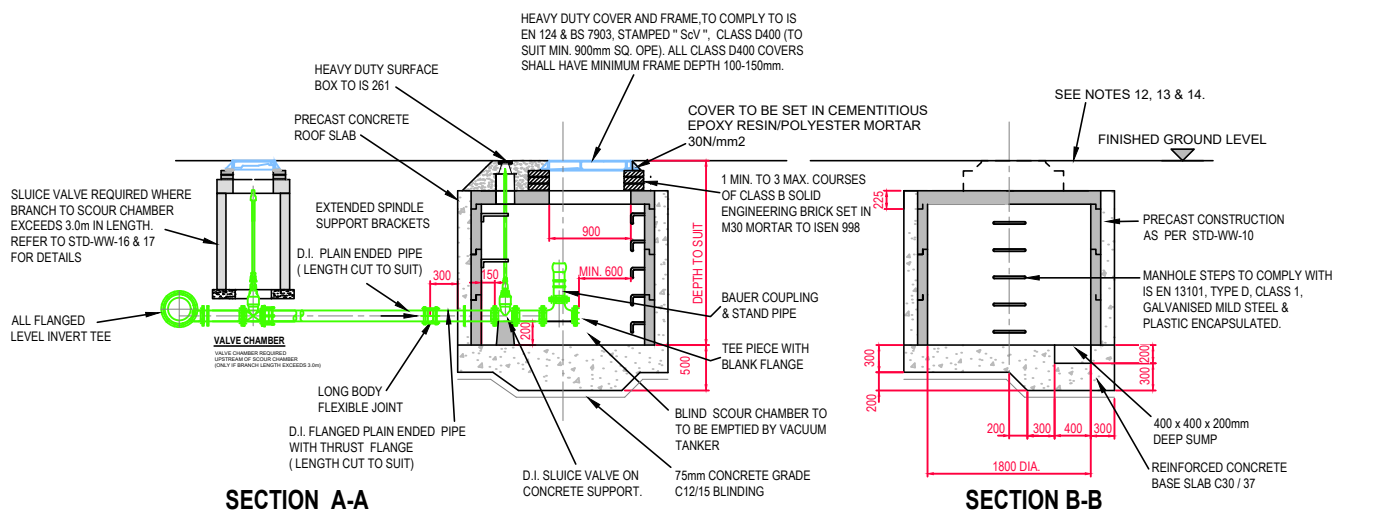 HEAVY DUTY COVER AND FRAME,TO COMPLY TO IS
EN 124 & BS 7903, STAMPED " ScV ", CLASS D400 (TO
SUIT MIN. 900mm SQ. OPE). ALL CLASS D400 COVERS
SHALL HAVE MINIMUM FRAME DEPTH 100-150mm.
HEAVY DUTY SURFACE
BOX TO IS 261
PRECAST CONCRETE
ROOF SLAB
COVER TO BE SET IN CEMENTITIOUS
EPOXY RESIN/POLYESTER MORTAR
30N/mm2
SEE NOTES 12, 13 & 14.
FINISHED GROUND LEVEL
SLUICE VALVE REQUIRED WHERE
BRANCH TO SCOUR CHAMBER
EXCEEDS 3.0m IN LENGTH.
REFER TO STD-WW-16 & 17
FOR DETAILS
EXTENDED SPINDLE
SUPPORT BRACKETS
D.I. PLAIN ENDED PIPE
( LENGTH CUT TO SUIT)
1 MIN. TO 3 MAX. COURSES
OF CLASS B SOLID
ENGINEERING BRICK SET IN
M30 MORTAR TO ISEN 998
900
DEPTH TO SUIT
MIN. 600
300
150
200
500
BAUER COUPLING
& STAND PIPE
TEE PIECE WITH
BLANK FLANGE
ALL FLANGED
LEVEL INVERT TEE
VALVE CHAMBER
VALVE CHAMBER REQUIRED
UPSTREAM OF SCOUR CHAMBER
(ONLY IF BRANCH LENGTH EXCEEDS 3.0m)
LONG BODY
FLEXIBLE JOINT
D.I. FLANGED PLAIN ENDED PIPE
WITH THRUST FLANGE
( LENGTH CUT TO SUIT)
BLIND SCOUR CHAMBER TO
TO BE EMPTIED BY VACUUM
TANKER
D.I. SLUICE VALVE ON
CONCRETE SUPPORT.
75mm CONCRETE GRADE
C12/15 BLINDING
SECTION A-A
225
PRECAST CONSTRUCTION
AS PER STD-WW-10
MANHOLE STEPS TO COMPLY WITH
IS EN 13101, TYPE D, CLASS 1,
GALVANISED MILD STEEL &
PLASTIC ENCAPSULATED.
300
200
200
300
200
300
400
300
1800 DIA.
400 x 400 x 200mm
DEEP SUMP
REINFORCED CONCRETE
BASE SLAB C30 / 37
SECTION B-B